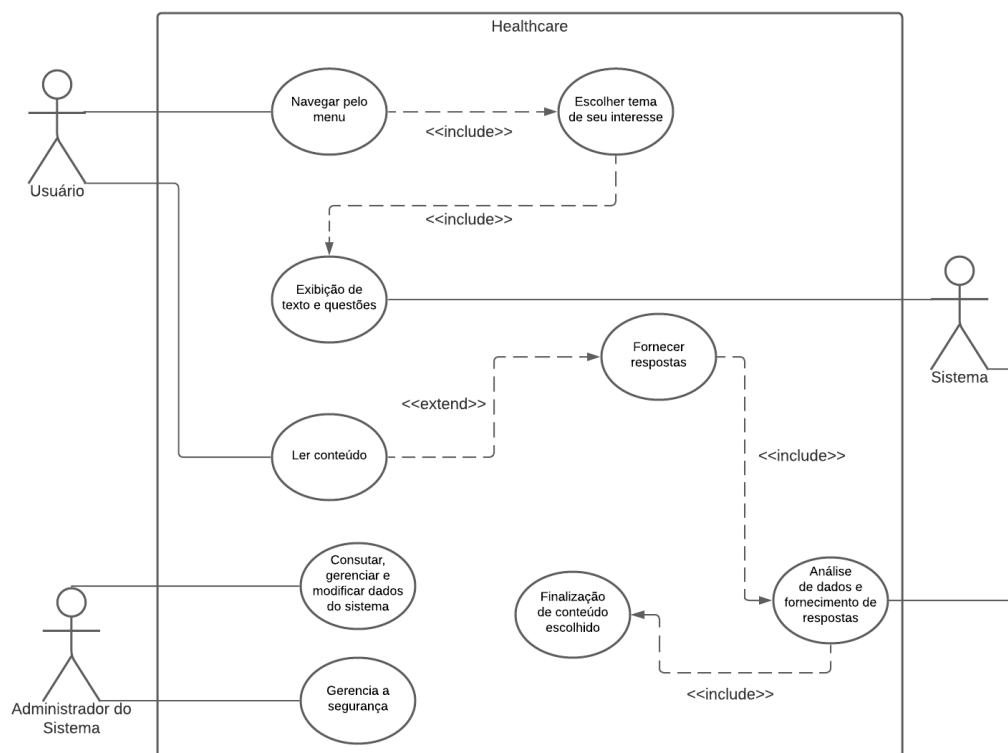 Healthcare
Navegar pelo
menu
<<include>>
Escolher tema
de seu interesse
Usuário
<<include>>
Exibição de
texto e questões
Sistema
Fornecer
respostas
<<extend>>
Ler conteúdo
<<include>>
Consutar,
gerenciar e
modificar dados
do sistema
Finalização
de conteúdo
escolhido
Análise
de dados e
fornecimento de
respostas
<<include>>
Gerencia a
segurança
Administrador do
Sistema